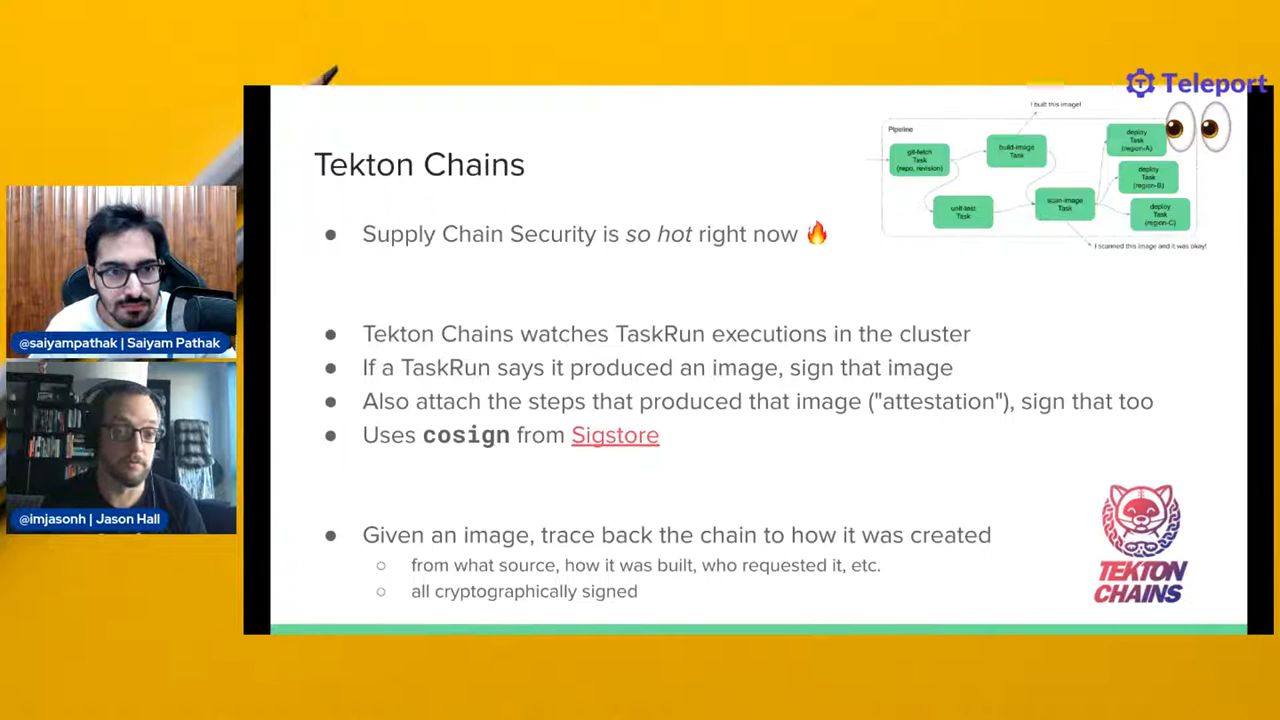 Teleport
I built this image!
Pipeline
git-fetch
Task
(repo, revision)
build-image
Task
deploy
Task
(region-A)
deploy
Task
(region-B)
unit-test
Task
scan-image
Task
deploy
Task
(region-C)
I scanned this image and it was okay!
Tekton Chains
● Supply Chain Security is so hot right now 🔥
● Tekton Chains watches TaskRun executions in the cluster
● If a TaskRun says it produced an image, sign that image
● Also attach the steps that produced that image ("attestation"), sign that too
● Uses cosign from Sigstore
● Given an image, trace back the chain to how it was created
○ from what source, how it was built, who requested it, etc.
○ all cryptographically signed
TEKTON
CHAINS
@saiyampathak | Saiyam Pathak
@imjasonh | Jason Hall